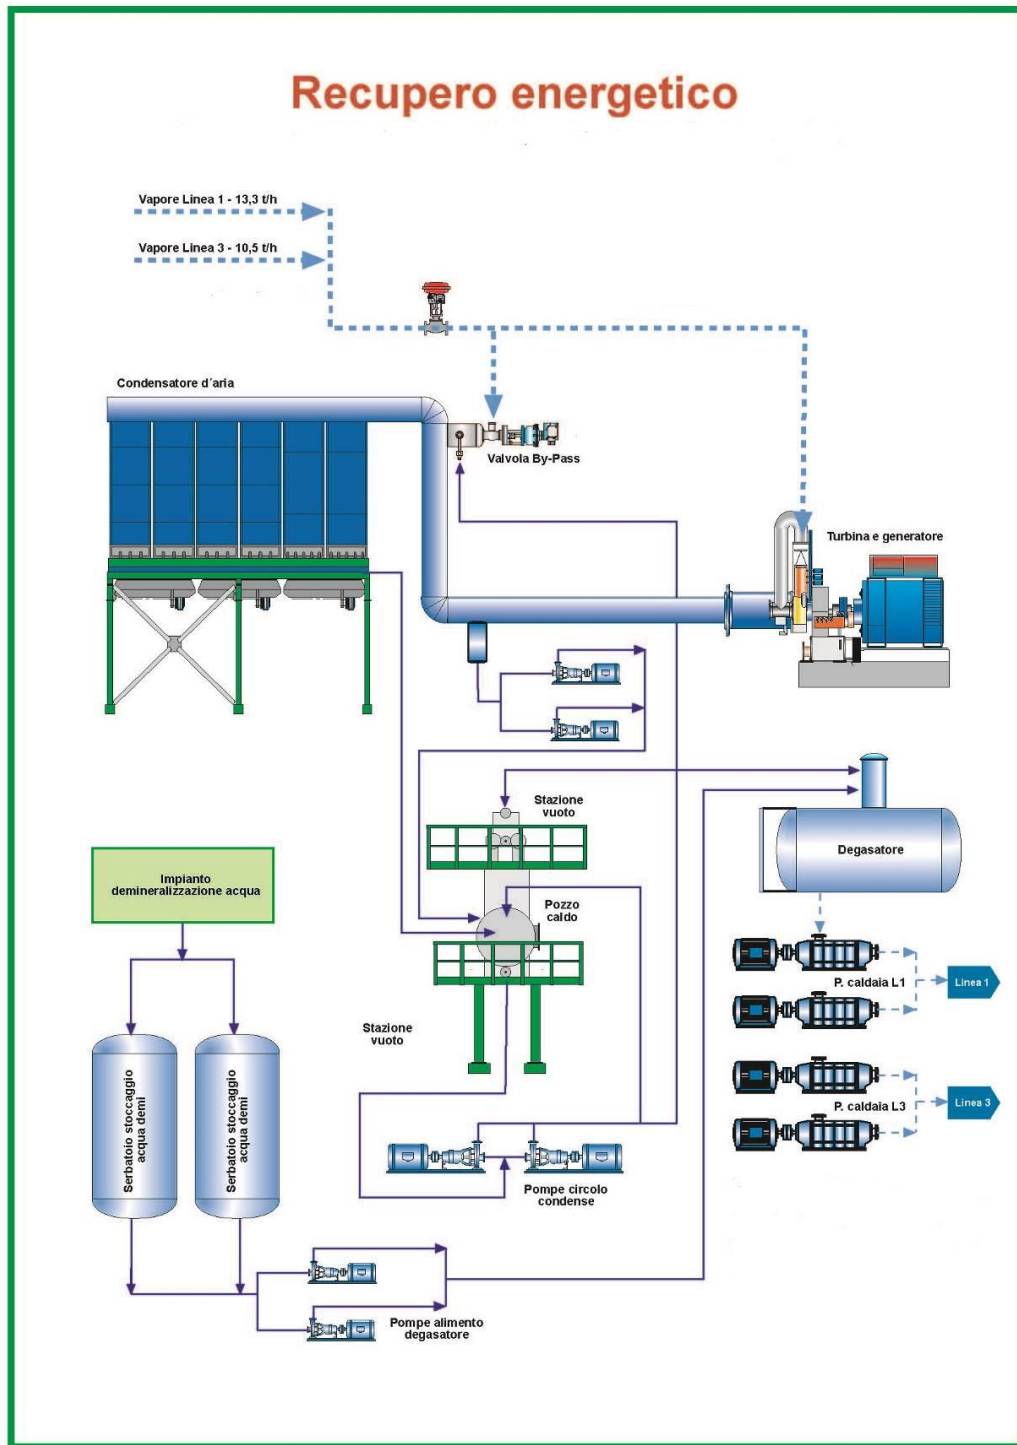 Recupero energetico
Vapore Linea 1 - 13,3 t/h
Vapore Linea 3 - 10,5 t/h
Condensatore d´aria
Valvola By-Pass
Turbina e generatore
Stazione
vuoto
Degasatore
Impianto
demineralizzazione acqua
Pozzo
caldo
P. caldaia L1
Linea 1
Stazione
vuoto
Serbatoio stoccaggio
acqua demi
Serbatoio stoccaggio
acqua demi
P. caldaia L3
Linea 3
Pompe circolo
condense
Pompe alimento
degasatore